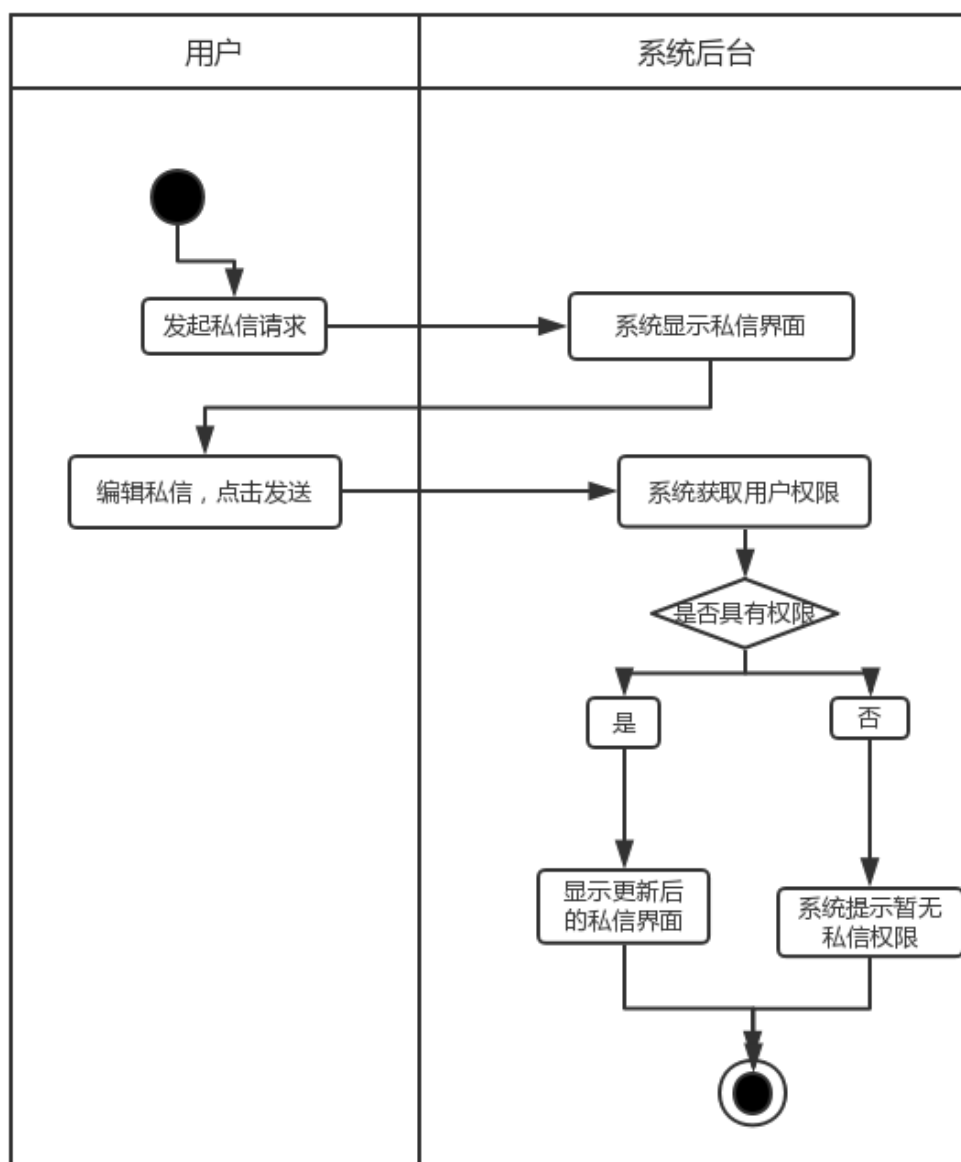 用户
系统后台
发起私信请求
系统显示私信界面
编辑私信，点击发送
系统获取用户权限
是否具有权限
是
否
显示更新后
的私信界面
系统提示暂无
私信权限